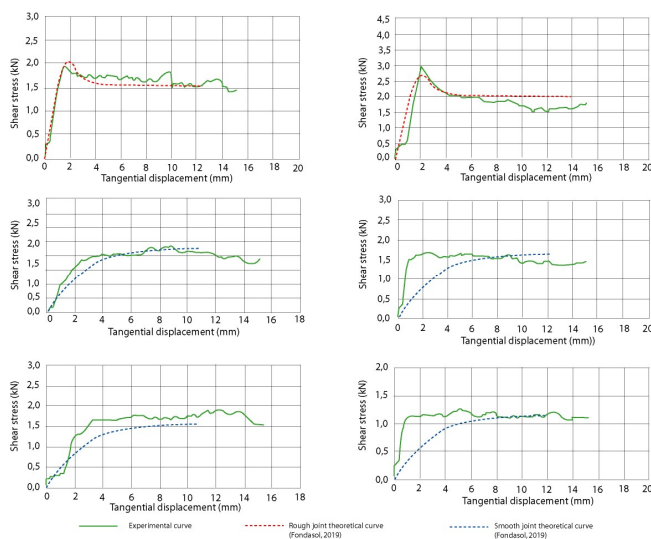 Shear stress (kN)
3,0
2,5
2,0
1,5
1,0
0,5
0,0
0 2 4 6 8 10 12 14 16 18 20
Tangential displacement (mm)
Shear stress (kN)
4,5
4,0
3,5
3,0
2,5
2,0
1,5
1,0
0,5
0,0
0 2 4 6 8 10 12 14 16 18 20
Tangential displacement (mm)
Shear stress (kN)
3,0
2,5
2,0
1,5
1,0
0,5
0,0
0 2 4 6 8 10 12 14 16 18
Tangential displacement (mm)
Shear stress (kN)
3,0
2,5
2,0
1,5
1,0
0,5
0,0
0 2 4 6 8 10 12 14 16 18 20
Tangential displacement (mm))
Shear stress (kN)
3,0
2,5
2,0
1,5
1,0
0,5
0,0
0 2 4 6 8 10 12 14 16 18
Tangential displacement (mm)
Shear stress (kN)
2,0
1,5
1,0
0,5
0,0
0 2 4 6 8 10 12 14 16 18 20
Tangential displacement (mm)
Experimental curve
Rough joint theoretical curve
(Fondasol, 2019)
Smooth joint theoretical curve
(Fondasol, 2019)